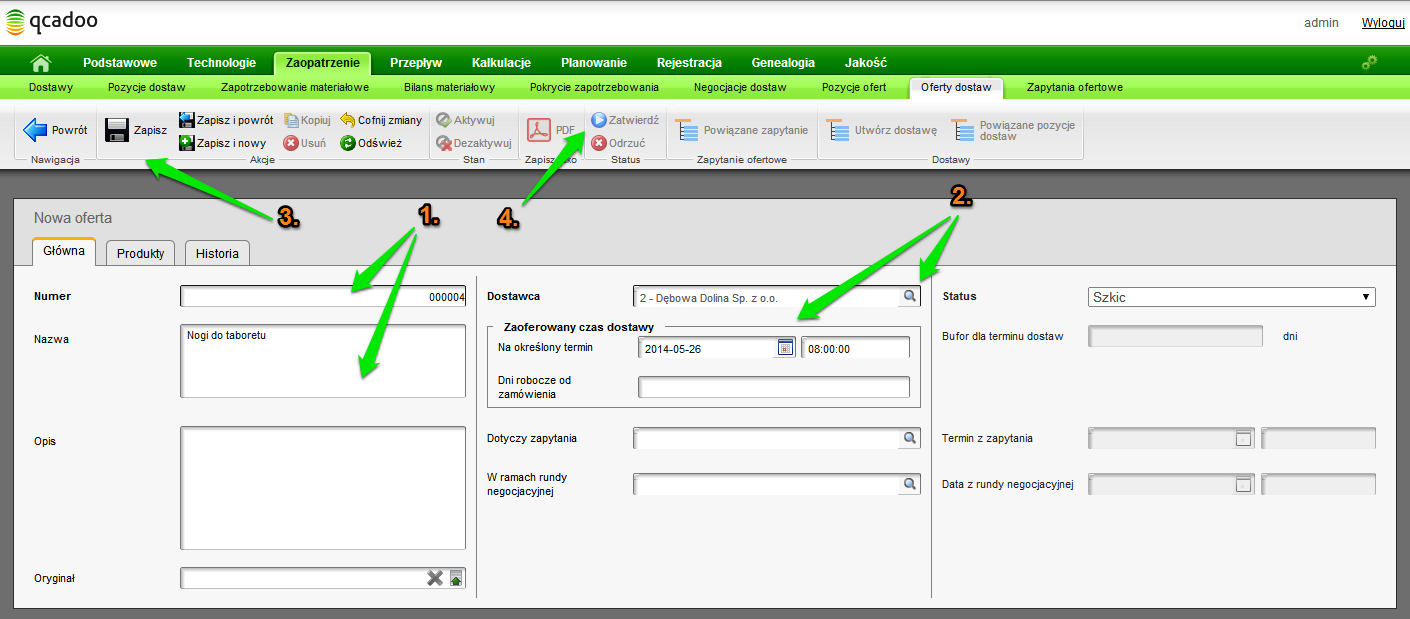 qcadoo
admin Wyloguj
Podstawowe Technologie Zaopatrzenie Przepływ Kalkulacje Planowanie Rejestracja Genealogia Jakość
Dostawy Pozycje dostaw Zapotrzebowanie materiałowe Bilans materiałowy Pokrycie zapotrzebowania Negocjacje dostaw Pozycje ofert Oferty dostaw Zapytania ofertowe
Powrót Zapisz Zapisz i powrót Kopiuj Cofnij zmiany Aktywuj PDF Zatwierdź Powiązane zapytanie Utwórz dostawę Powiązane pozycje
dostaw
Zapisz i nowy Usuń Odśwież Dezaktywuj Odrzuć
Nawigacja Akcje Stan Status Zapytanie ofertowe Dostawy
3. 1. 4. 2.
Nowa oferta
Główna Produkty Historia
Numer 000004 Dostawca 2 - Dębowa Dolina Sp. z o.o. Status Szkic
Zaoferowany czas dostawy
Nazwa Nogi do taboretu Na określony termin 2014-05-26 08:00:00 Bufor dla terminu dostaw dni
Dni robocze od
zamówienia
Opis Dotyczy zapytania Termin z zapytania
W ramach rundy
negocjacyjnej Data z rundy negocjacyjnej
Oryginał